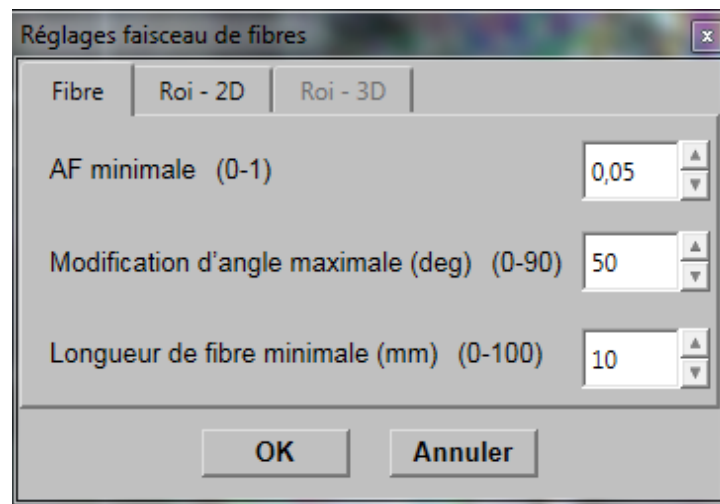 Réglages faisceau de fibres x
Fibre Roi - 2D Roi - 3D
AF minimale (0-1) 0,05
Modification d'angle maximale (deg) (0-90) 50
Longueur de fibre minimale (mm) (0-100) 10
OK Annuler